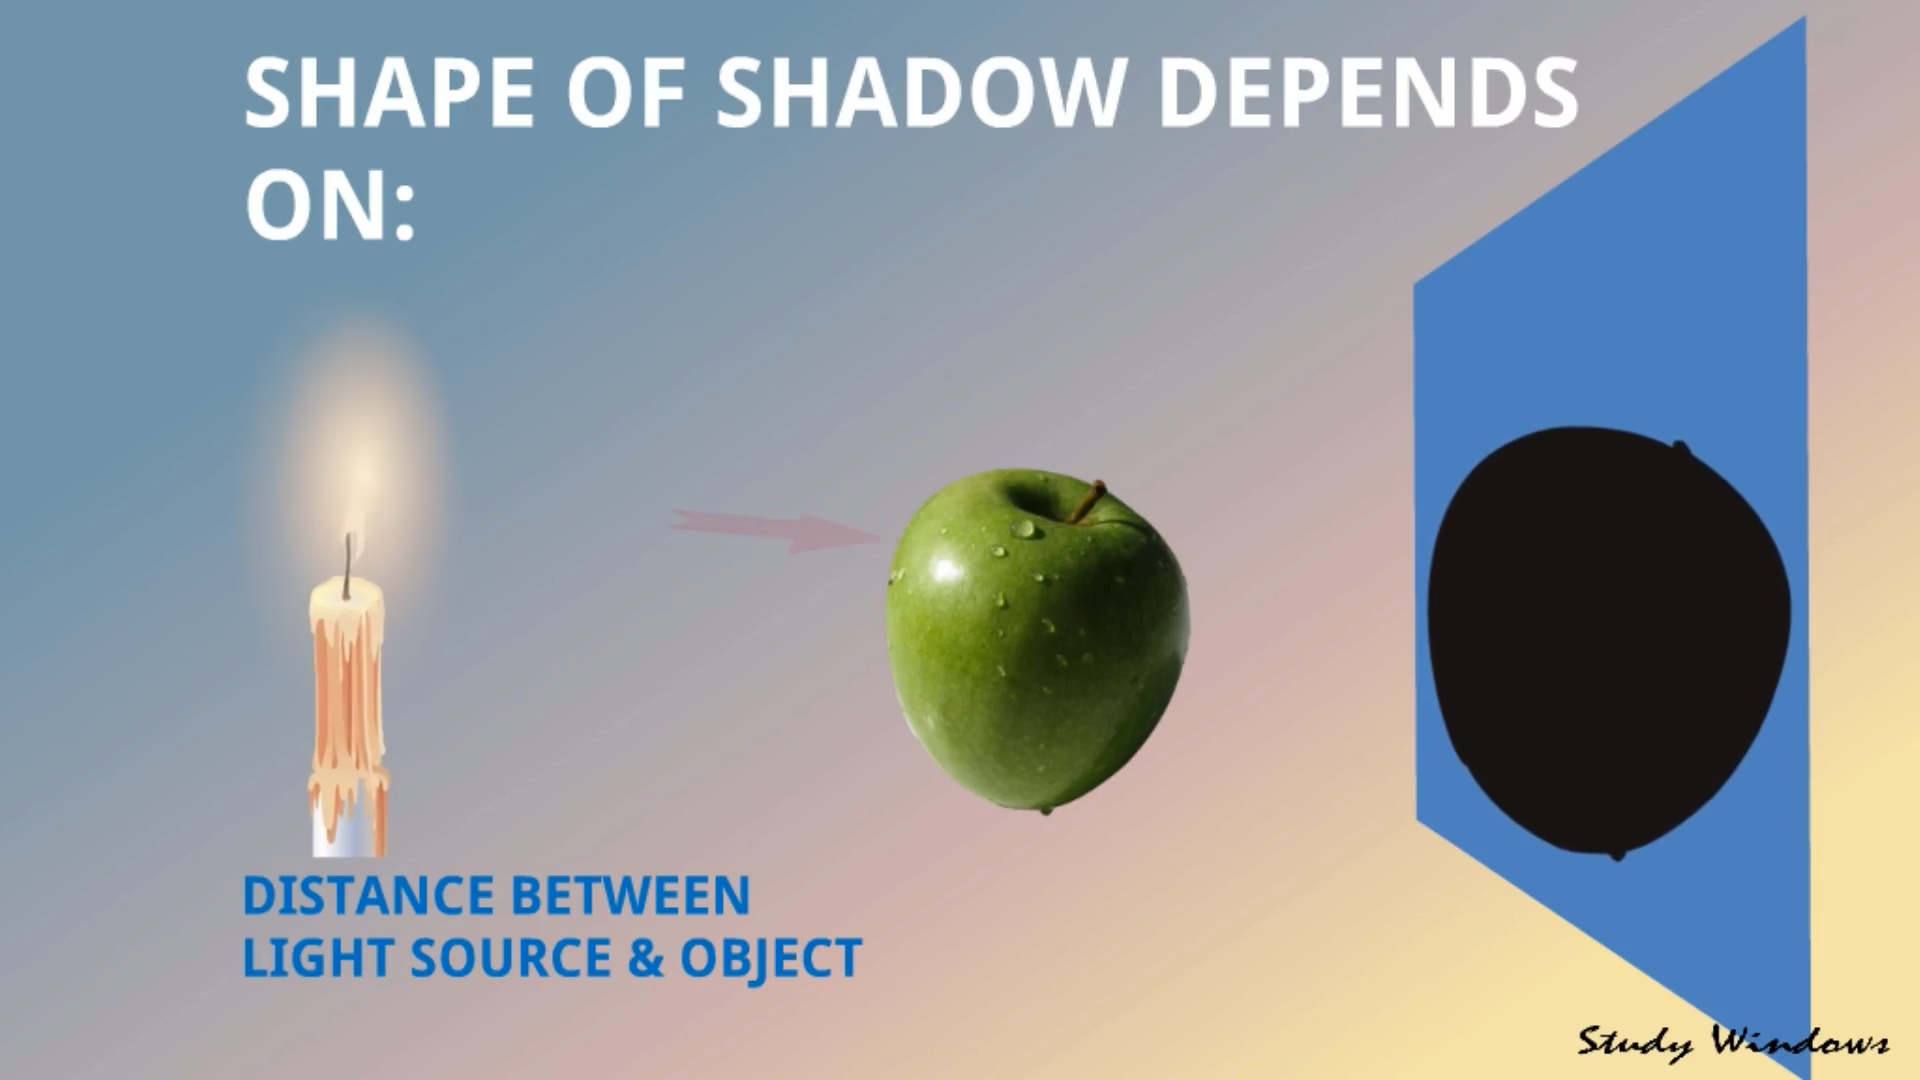 SHAPE OF SHADOW DEPENDS
ON:
DISTANCE BETWEEN
LIGHT SOURCE & OBJECT
Study Windows